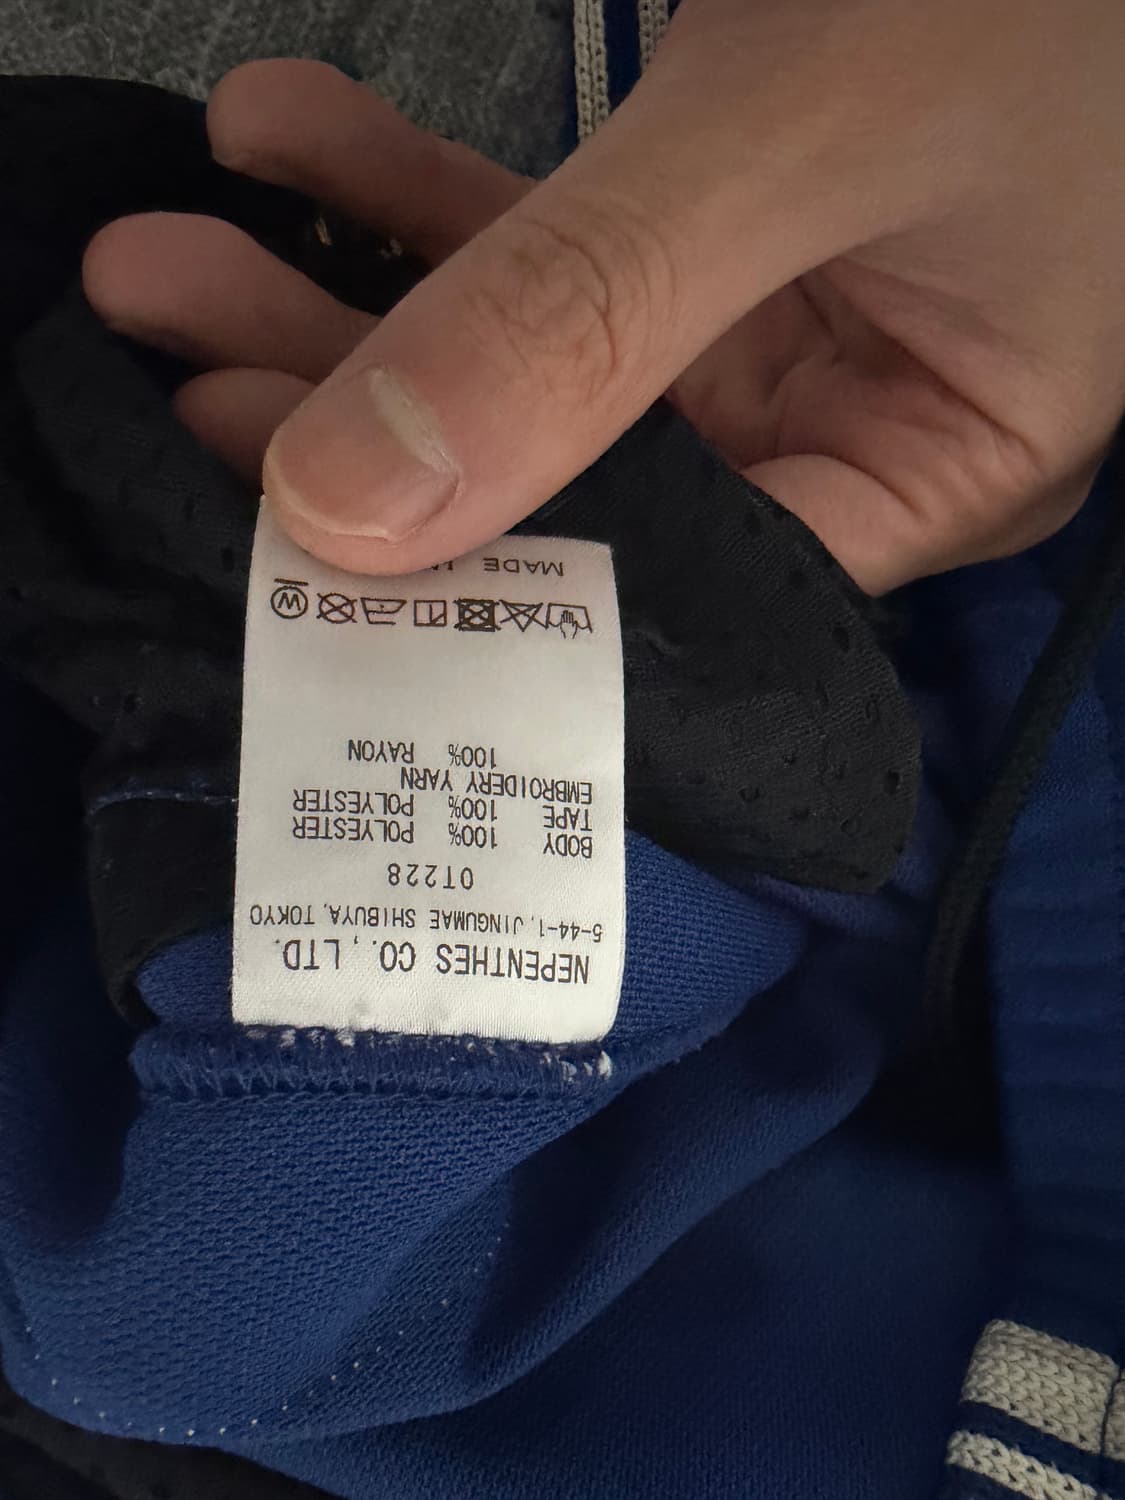 NEPENTHES CO., LTD.
5-44-1, JINGUMAE SHIBUYA, TOKYO
OT228
BODY 100% POLYESTER
TAPE 100% POLYESTER
EMBROIDERY YARN
100% RAYON
W
MADE